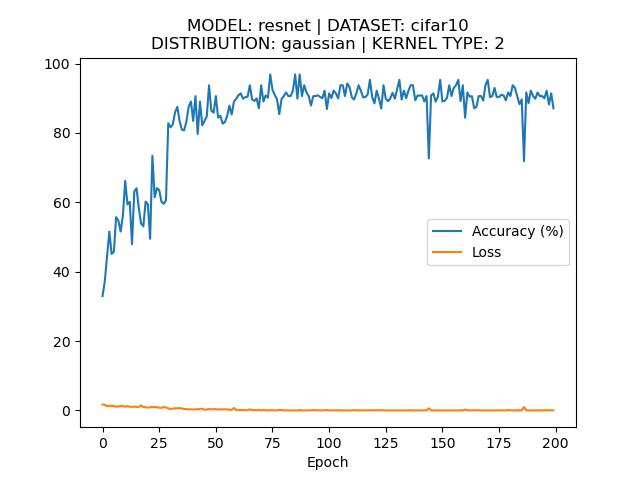 MODEL: resnet | DATASET: cifar10
DISTRIBUTION: gaussian | KERNEL TYPE: 2
100
80
60
40
20
0
Accuracy (%)
Loss
0 25 50 75 100 125 150 175 200
Epoch